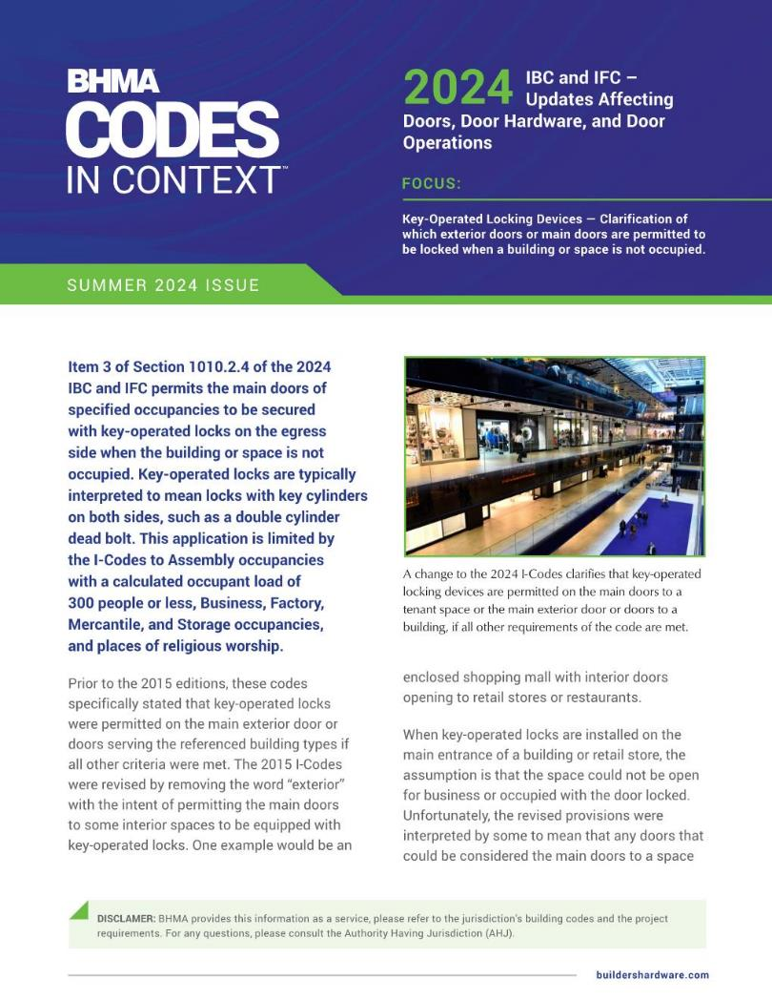 BHMA
CODES
IN CONTEXT™
SUMMER 2024 ISSUE
2024 IBC and IFC –
Updates Affecting
Doors, Door Hardware, and Door
Operations
FOCUS:
Key-Operated Locking Devices — Clarification of
which exterior doors or main doors are permitted to
be locked when a building or space is not occupied.
Item 3 of Section 1010.2.4 of the 2024
IBC and IFC permits the main doors of
specified occupancies to be secured
with key-operated locks on the egress
side when the building or space is not
occupied. Key-operated locks are typically
interpreted to mean locks with key cylinders
on both sides, such as a double cylinder
dead bolt. This application is limited by
the I-Codes to Assembly occupancies
with a calculated occupant load of
300 people or less, Business, Factory,
Mercantile, and Storage occupancies,
and places of religious worship.
Prior to the 2015 editions, these codes
specifically stated that key-operated locks
were permitted on the main exterior door or
doors serving the referenced building types if
all other criteria were met. The 2015 I-Codes
were revised by removing the word “exterior”
with the intent of permitting the main doors
to some interior spaces to be equipped with
key-operated locks. One example would be an
A change to the 2024 I-Codes clarifies that key-operated
locking devices are permitted on the main doors to a
tenant space or the main exterior door or doors to a
building, if all other requirements of the code are met.
enclosed shopping mall with interior doors
opening to retail stores or restaurants.
When key-operated locks are installed on the
main entrance of a building or retail store, the
assumption is that the space could not be open
for business or occupied with the door locked.
Unfortunately, the revised provisions were
interpreted by some to mean that any doors that
could be considered the main doors to a space
DISCLAMER: BHMA provides this information as a service, please refer to the jurisdiction's building codes and the project
requirements. For any questions, please consult the Authority Having Jurisdiction (AHJ).
buildershardware.com